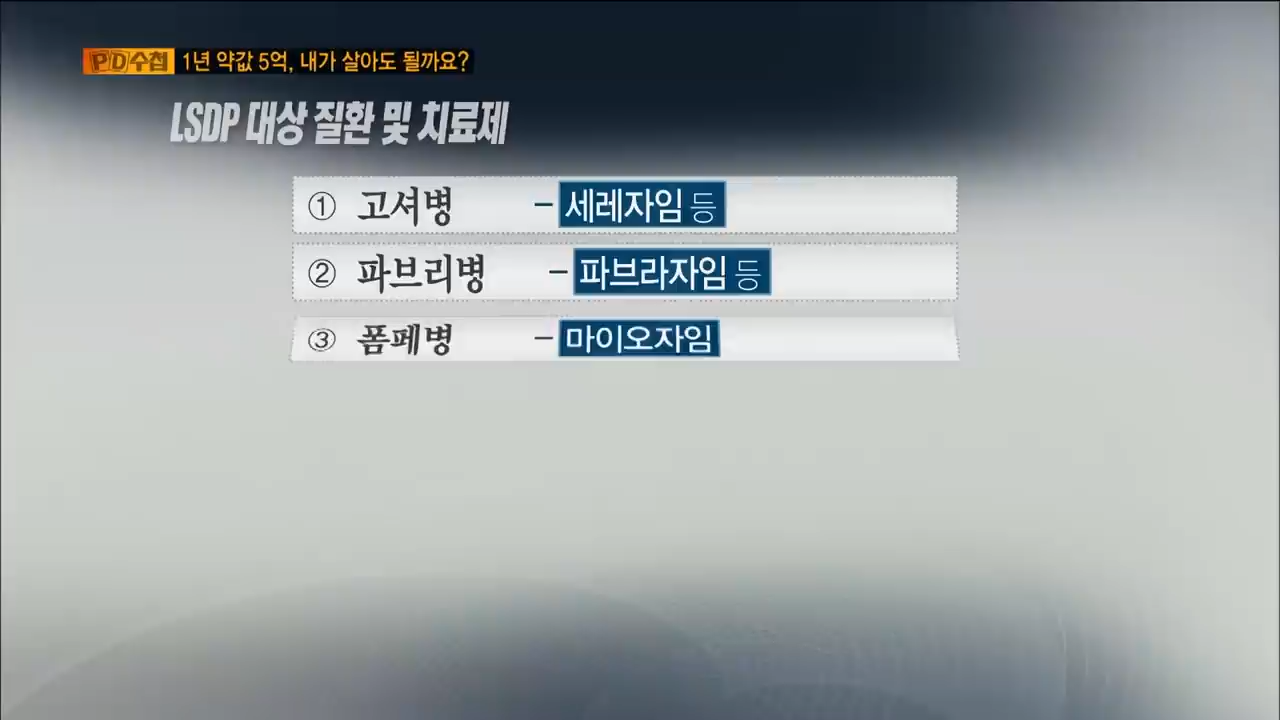 PD수첩 1년 약값 5억, 내가 살아도 될까요?
LSDP 대상 질환 및 치료제
① 고셔병 - 세레자임 등
② 파브리병 - 파브라자임 등
③ 폼페병 - 마이오자임